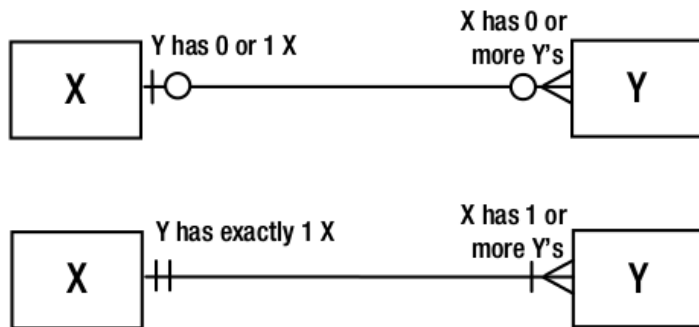 Y has 0 or 1 X
X has 0 or
more Y's
X
Y
Y has exactly 1 X
X has 1 or
more Y's
X
Y